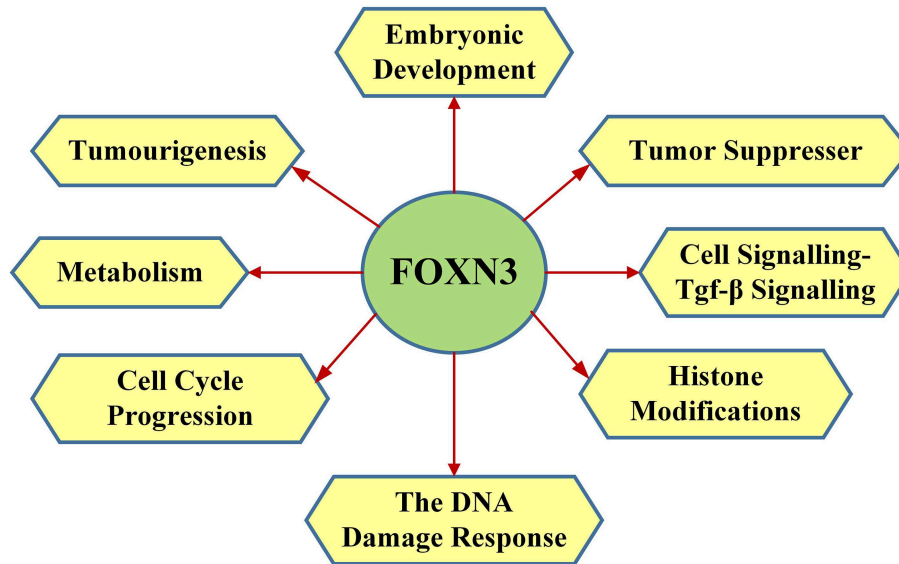 Embryonic
Development
Tumourigenesis
Tumor Suppresser
Metabolism
FOXN3
Cell Signalling-
Tgf-β Signalling
Cell Cycle
Progression
Histone
Modifications
The DNA
Damage Response